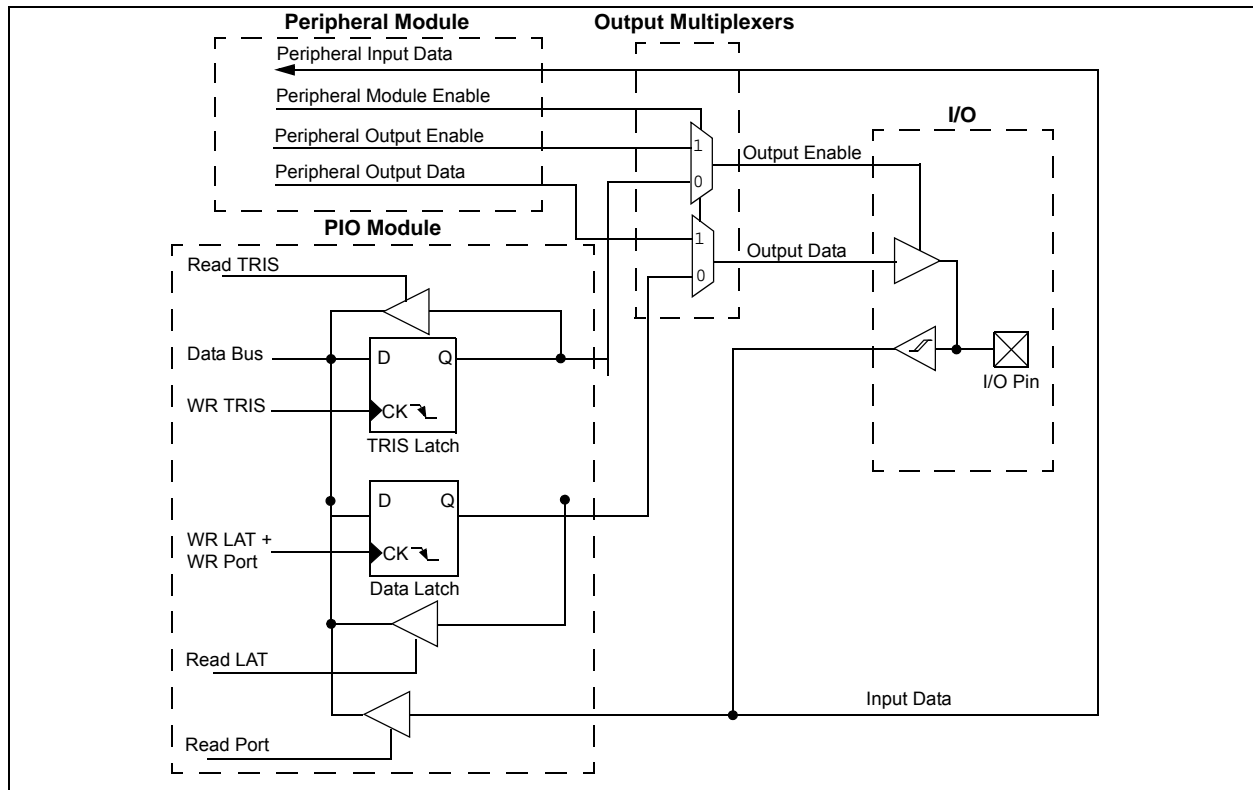 Peripheral Module
Output Multiplexers
Peripheral Input Data
Peripheral Module Enable
Peripheral Output Enable
Peripheral Output Data
1
0
1
0
Output Enable
Output Data
I/O
I/O Pin
PIO Module
Read TRIS
Data Bus
D Q
WR TRIS
CK
TRIS Latch
D Q
WR LAT +
WR Port
CK
Data Latch
Read LAT
Input Data
Read Port